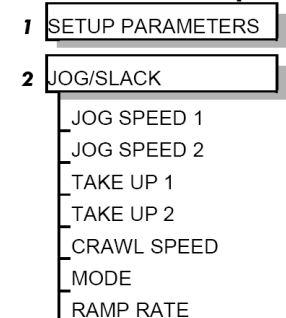 1 SETUP PARAMETERS
2 JOG/SLACK
JOG SPEED 1
JOG SPEED 2
TAKE UP 1
TAKE UP 2
CRAWL SPEED
MODE
RAMP RATE